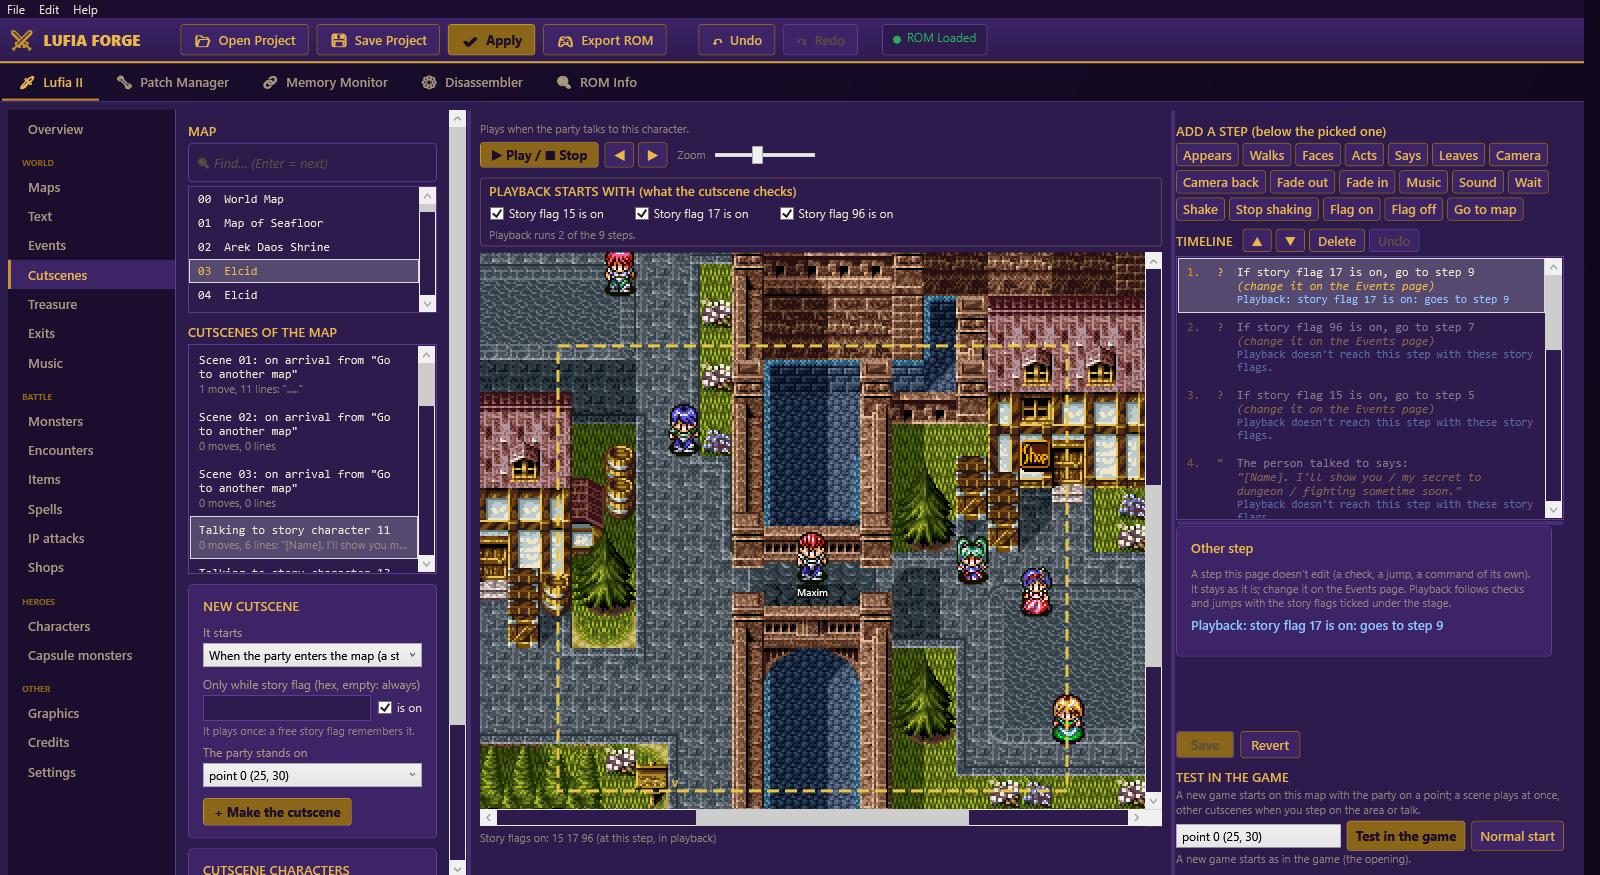 File Edit Help
LUFIA FORGE
Open Project
Save Project
Apply
Export ROM
Undo
Redo
ROM Loaded
Lufia II
Patch Manager
Memory Monitor
Disassembler
ROM Info
Overview
WORLD
Maps
Text
Events
Cutscenes
Treasure
Exits
Music
BATTLE
Monsters
Encounters
Items
Spells
IP attacks
Shops
HEROES
Characters
Capsule monsters
OTHER
Graphics
Credits
Settings
MAP
Find... (Enter = next)
00 World Map
01 Map of Seafloor
02 Arek Daos Shrine
03 Elcid
04 Elcid
CUTSCENES OF THE MAP
Scene 01: on arrival from "Go
to another map"
1 move, 11 lines: "....."
Scene 02: on arrival from "Go
to another map"
0 moves, 0 lines
Scene 03: on arrival from "Go
to another map"
0 moves, 0 lines
Talking to story character 11
0 moves, 6 lines: "[Name]. I'll show you m...
NEW CUTSCENE
It starts
When the party enters the map (a st
Only while story flag (hex, empty: always)
is on
It plays once: a free story flag remembers it.
The party stands on
point 0 (25, 30)
+ Make the cutscene
CUTSCENE CHARACTERS
Plays when the party talks to this character.
▶ Play / ■ Stop
◀
▶
Zoom
PLAYBACK STARTS WITH (what the cutscene checks)
Story flag 15 is on
Story flag 17 is on
Story flag 96 is on
Playback runs 2 of the 9 steps.
Shop
Maxim
Story flags on: 15 17 96 (at this step, in playback)
ADD A STEP (below the picked one)
Appears
Walks
Faces
Acts
Says
Leaves
Camera
Camera back
Fade out
Fade in
Music
Sound
Wait
Shake
Stop shaking
Flag on
Flag off
Go to map
TIMELINE
▲
▼
Delete
Undo
1. ? If story flag 17 is on, go to step 9
(change it on the Events page)
Playback: story flag 17 is on: goes to step 9
2. ? If story flag 96 is on, go to step 7
(change it on the Events page)
Playback doesn't reach this step with these story
flags.
3. ? If story flag 15 is on, go to step 5
(change it on the Events page)
Playback doesn't reach this step with these story
flags.
4. " The person talked to says:
"[Name]. I'll show you / my secret to
dungeon / fighting sometime soon."
Playback doesn't reach this step with these story
flags.
Other step
A step this page doesn't edit (a check, a jump, a command of its own).
It stays as it is; change it on the Events page. Playback follows checks
and jumps with the story flags ticked under the stage.
Playback: story flag 17 is on: goes to step 9
Save
Revert
TEST IN THE GAME
A new game starts on this map with the party on a point; a scene plays at once,
other cutscenes when you step on the area or talk.
point 0 (25, 30)
Test in the game
Normal start
A new game starts as in the game (the opening).